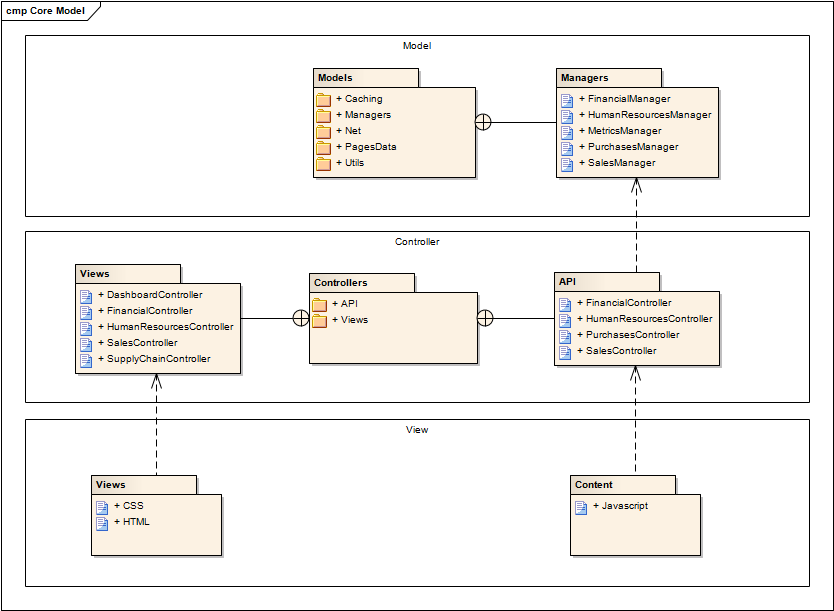 cmp Core Model
Model
Models
+ Caching
+ Managers
+ Net
+ PagesData
+ Utils
Managers
+ FinancialManager
+ HumanResourcesManager
+ MetricsManager
+ PurchasesManager
+ SalesManager
Controller
Views
+ DashboardController
+ FinancialController
+ HumanResourcesController
+ SalesController
+ SupplyChainController
Controllers
+ API
+ Views
API
+ FinancialController
+ HumanResourcesController
+ PurchasesController
+ SalesController
View
Views
+ CSS
+ HTML
Content
+ Javascript